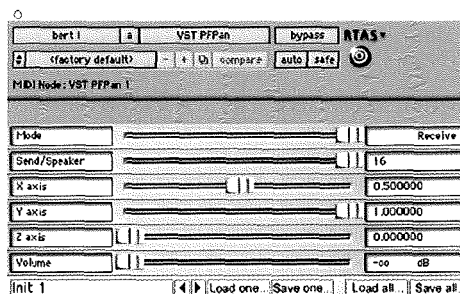 bert i a VST PFPan bypass RTAS
<factory default> - + compare auto safe
MIDI Node: VST PFPan 1
Mode Receive
Send/Speaker 16
X axis 0.500000
Y axis 1.000000
Z axis 0.000000
Volume -oo dB
Init 1 Load one.. Save one.. Load all.. Save all